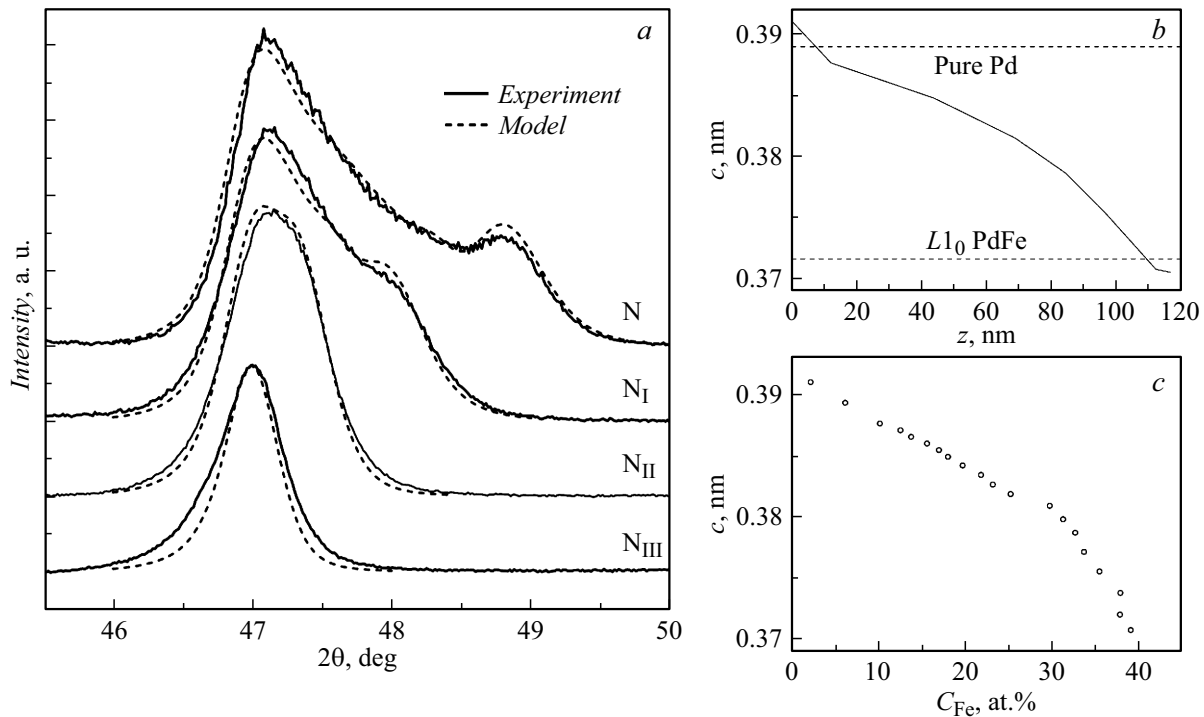 a
Experiment
Model
N
N_I
N_II
N_III
Intensity, a. u.
46 47 48 49 50
2θ, deg
b
0.39
0.38
0.37
c, nm
Pure Pd
L1₀ PdFe
0 20 40 60 80 100 120
z, nm
c
0.39
0.38
0.37
c, nm
0 10 20 30 40
C_Fe, at.%